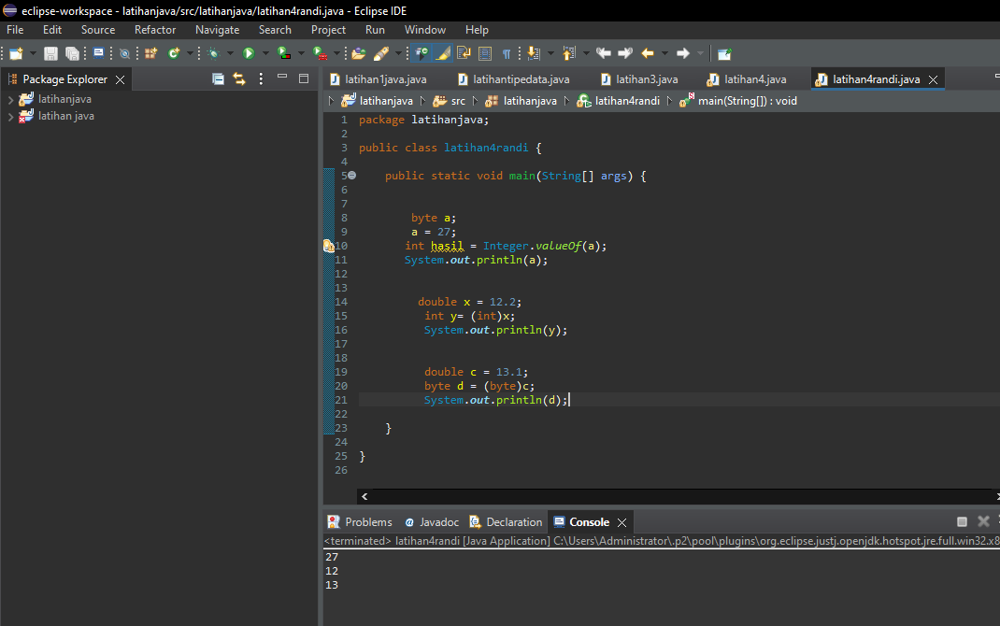 eclipse-workspace - latihanjava/src/latihanjava/latihan4randi.java - Eclipse IDE
File Edit Source Refactor Navigate Search Project Run Window Help
Package Explorer
latihanjava
latihan java
latihan1java.java latihantipedata.java latihan3.java latihan4.java latihan4randi.java
latihanjava src latihanjava latihan4randi main(String[]) : void
1 package latihanjava;
2
3 public class latihan4randi {
4
5 public static void main(String[] args) {
6
7
8 byte a;
9 a = 27;
10 int hasil = Integer.valueOf(a);
11 System.out.println(a);
12
13
14 double x = 12.2;
15 int y= (int)x;
16 System.out.println(y);
17
18
19 double c = 13.1;
20 byte d = (byte)c;
21 System.out.println(d);
22
23 }
24
25 }
26
Problems Javadoc Declaration Console
<terminated> latihan4randi [Java Application] C:\Users\Administrator\.p2\pool\plugins\org.eclipse.justj.openjdk.hotspot.jre.full.win32.x8
27
12
13